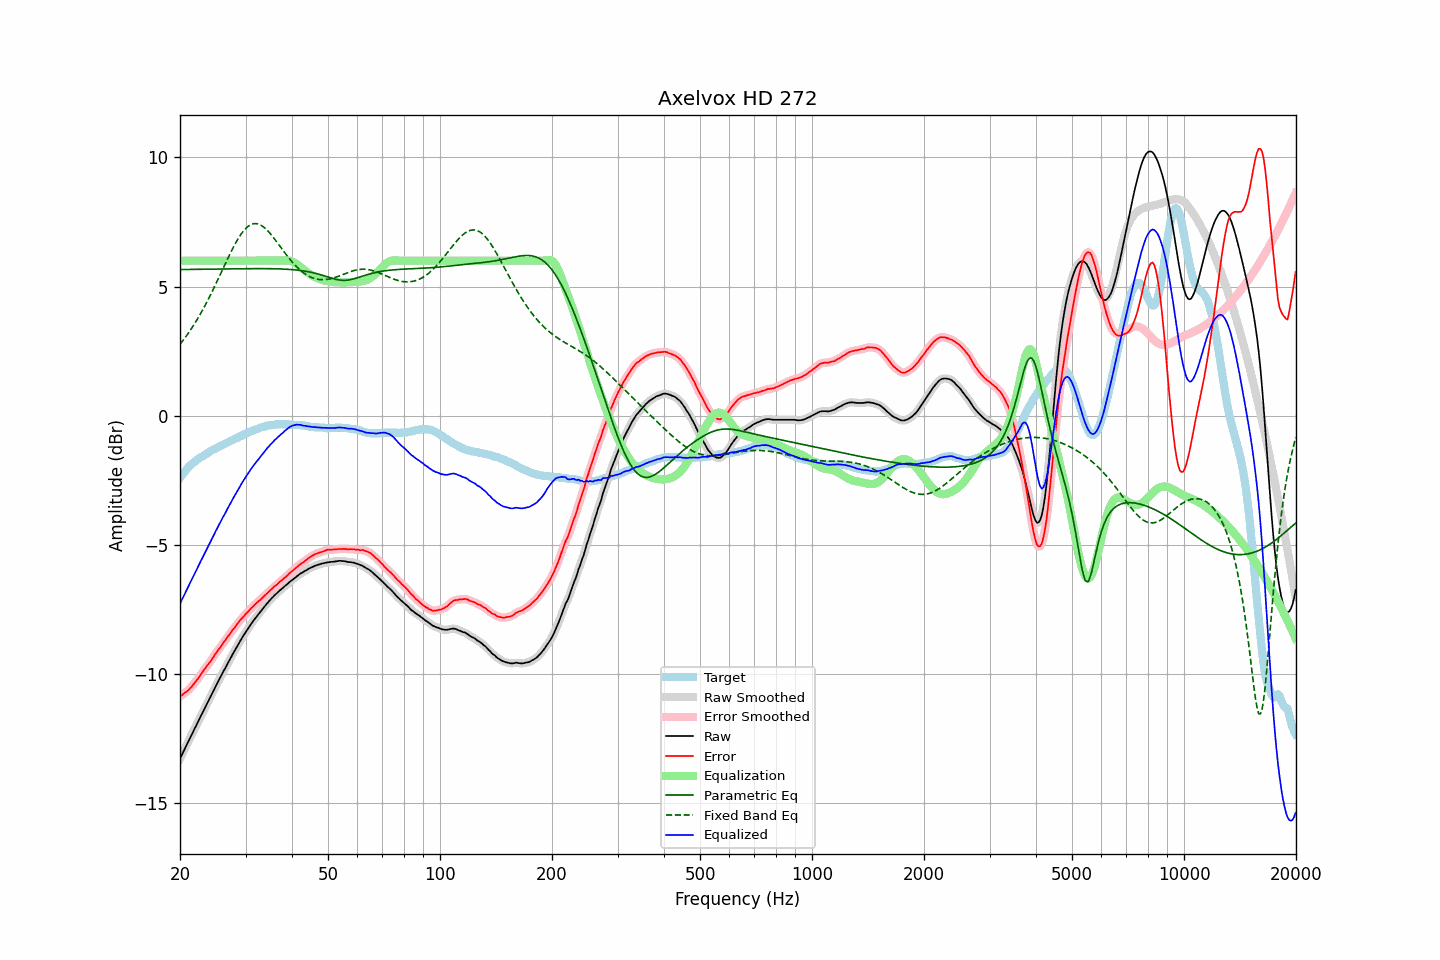 Axelvox HD 272
Amplitude (dBr)
10
5
0
−5
−10
−15
Target
Raw Smoothed
Error Smoothed
Raw
Error
Equalization
Parametric Eq
Fixed Band Eq
Equalized
20 50 100 200 500 1000 2000 5000 10000 20000
Frequency (Hz)